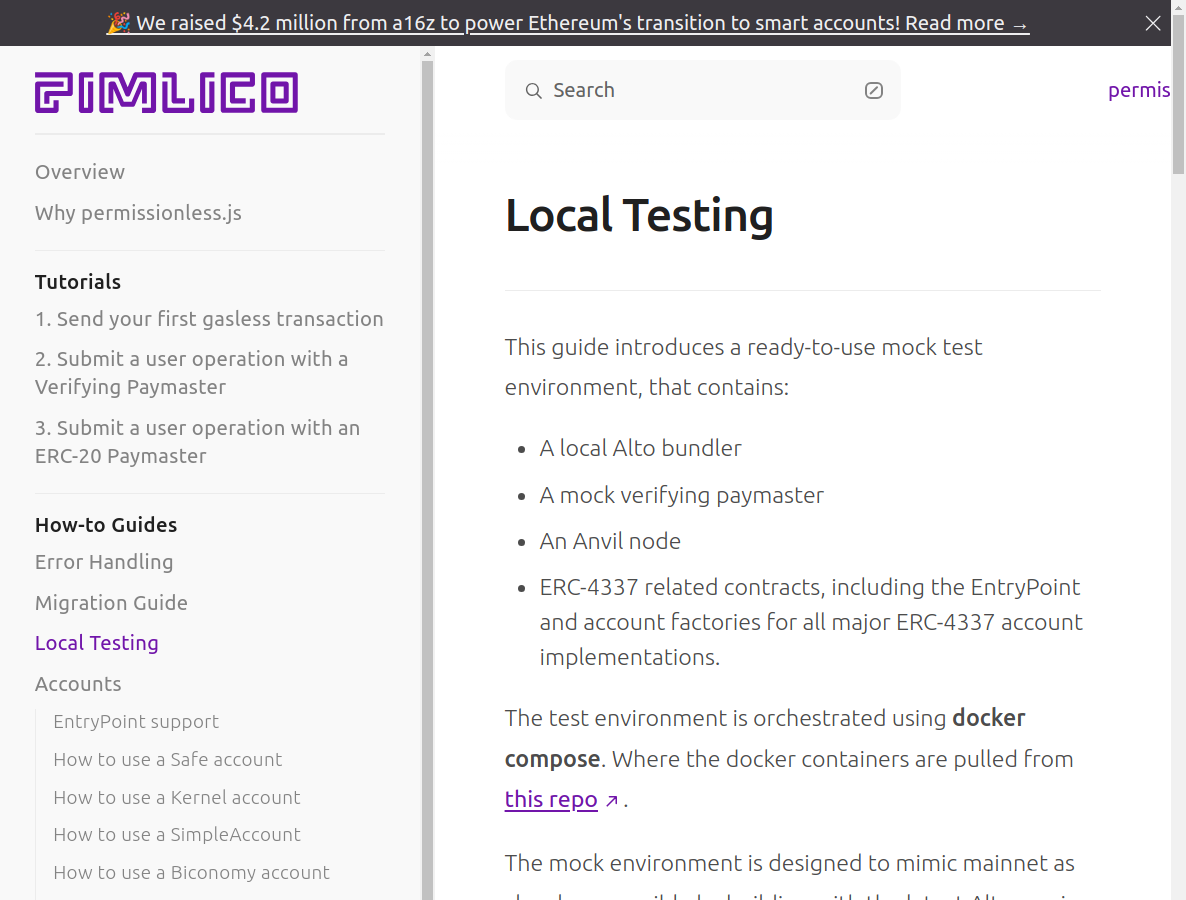 🎉 We raised $4.2 million from a16z to power Ethereum's transition to smart accounts! Read more →
PIMLICO
Overview
Why permissionless.js
Tutorials
1. Send your first gasless transaction
2. Submit a user operation with a
Verifying Paymaster
3. Submit a user operation with an
ERC-20 Paymaster
How-to Guides
Error Handling
Migration Guide
Local Testing
Accounts
EntryPoint support
How to use a Safe account
How to use a Kernel account
How to use a SimpleAccount
How to use a Biconomy account
Search
permis
Local Testing
This guide introduces a ready-to-use mock test
environment, that contains:
• A local Alto bundler
• A mock verifying paymaster
• An Anvil node
• ERC-4337 related contracts, including the EntryPoint
and account factories for all major ERC-4337 account
implementations.
The test environment is orchestrated using docker
compose. Where the docker containers are pulled from
this repo ↗ .
The mock environment is designed to mimic mainnet as